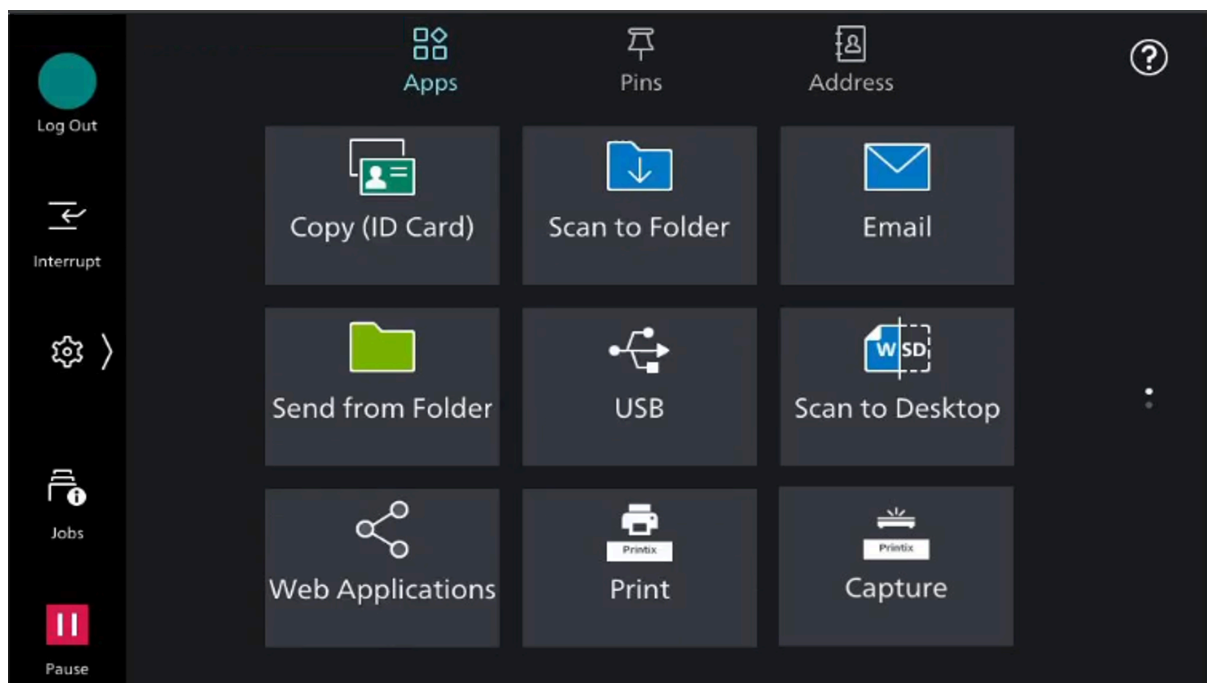 Apps
Pins
Address
?
Log Out
Copy (ID Card)
Scan to Folder
Email
Interrupt
Send from Folder
USB
W SD
Scan to Desktop
Jobs
Web Applications
Printix
Print
Printix
Capture
Pause